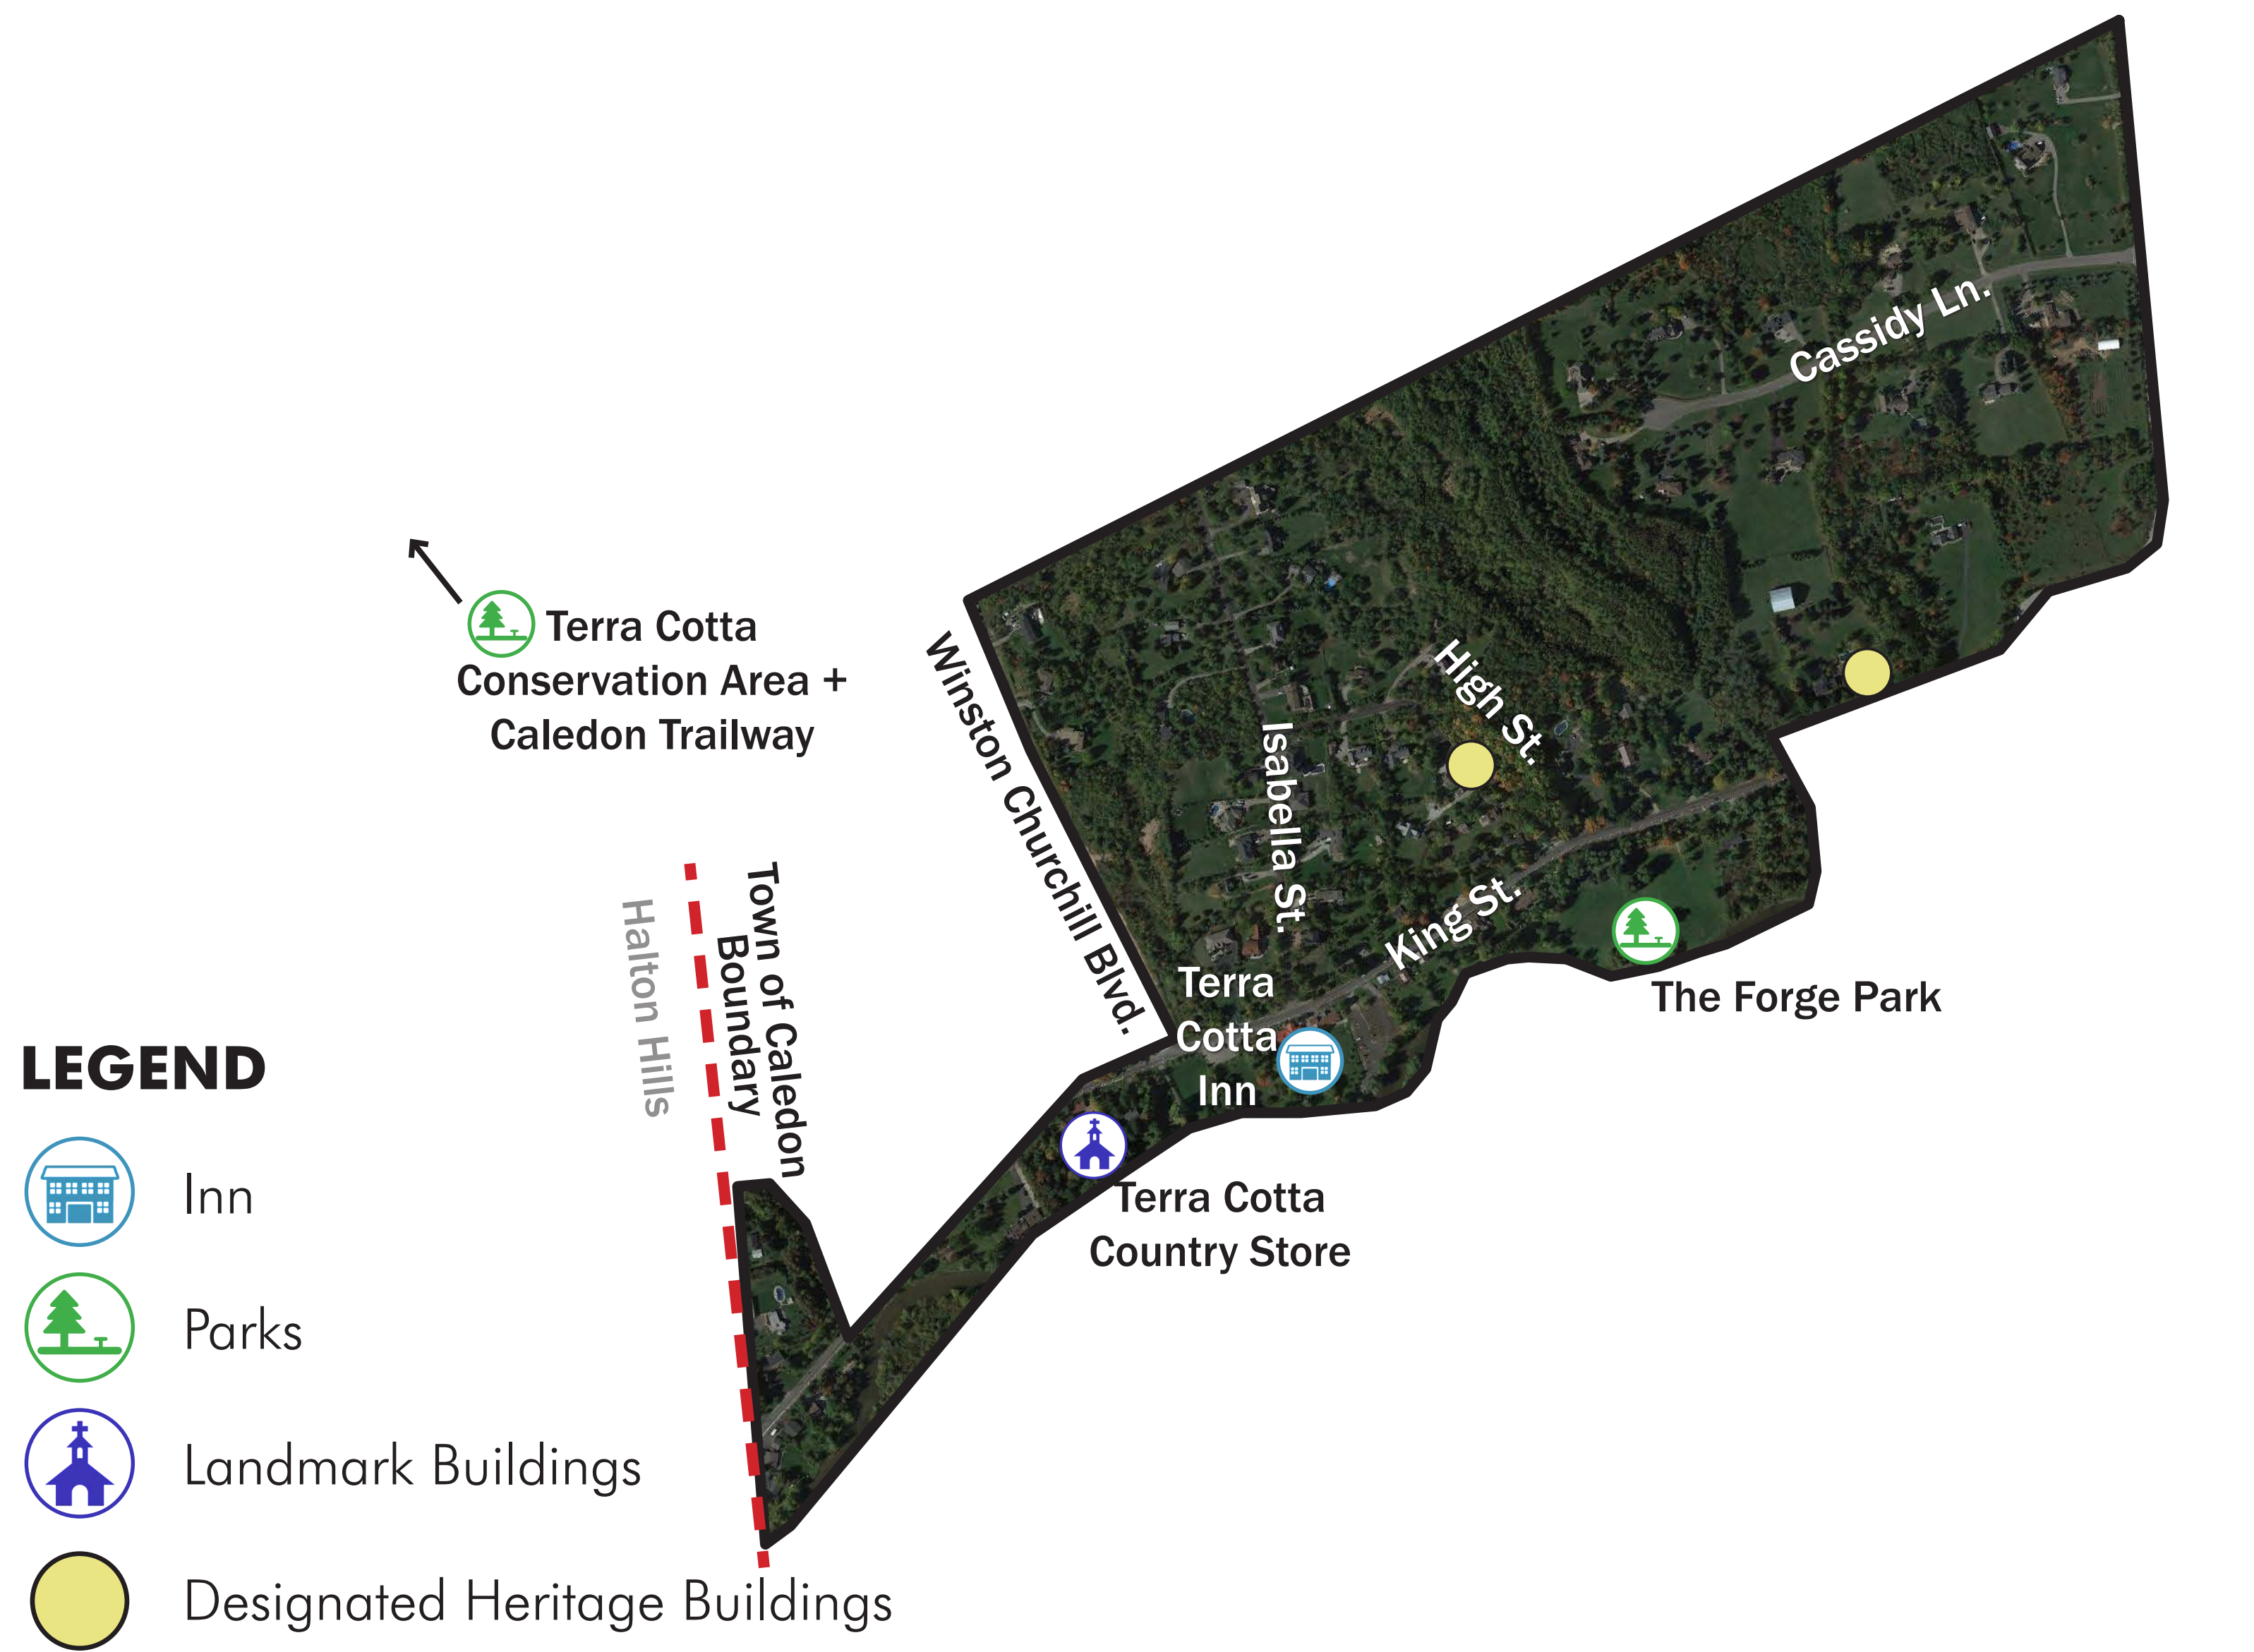 Cassidy Ln.
High St.
Isabella St.
King St.
Winston Churchill Blvd.
Terra Cotta
Conservation Area +
Caledon Trailway
Town of Caledon
Boundary
Halton Hills
Terra
Cotta
Inn
The Forge Park
Terra Cotta
Country Store
LEGEND
Inn
Parks
Landmark Buildings
Designated Heritage Buildings